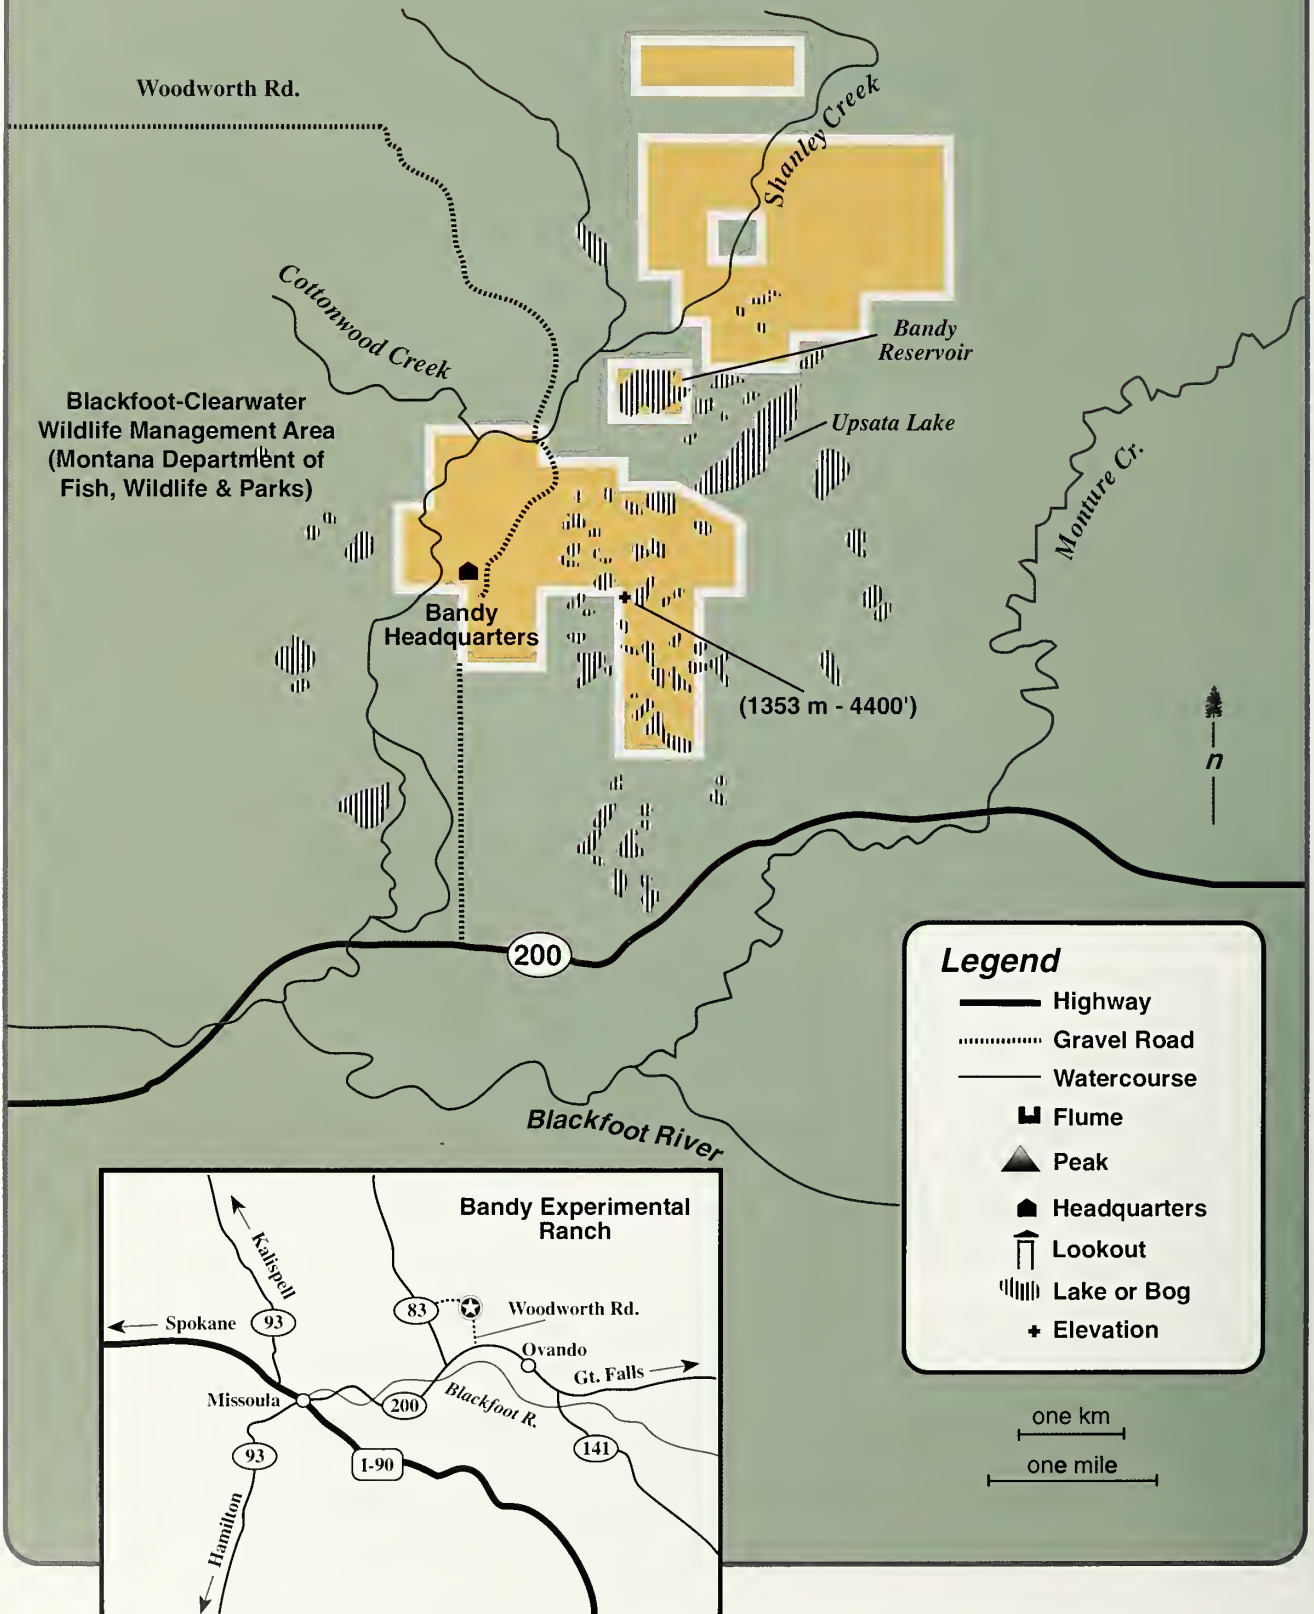 Woodworth Rd.
Shanley Creek
Cottonwood Creek
Bandy
Reservoir
Blackfoot-Clearwater
Wildlife Management Area
(Montana Department of
Fish, Wildlife & Parks)
Upsata Lake
Monture Cr.
Bandy
Headquarters
(1353 m - 4400')
n
200
Blackfoot River
Legend
Highway
Gravel Road
Watercourse
Flume
Peak
Headquarters
Lookout
Lake or Bog
Elevation
one km
one mile
Bandy Experimental
Ranch
Kalispell
83
Woodworth Rd.
Spokane
93
Ovando
Gt. Falls
Missoula
200
Blackfoot R.
93
I-90
141
Hamilton